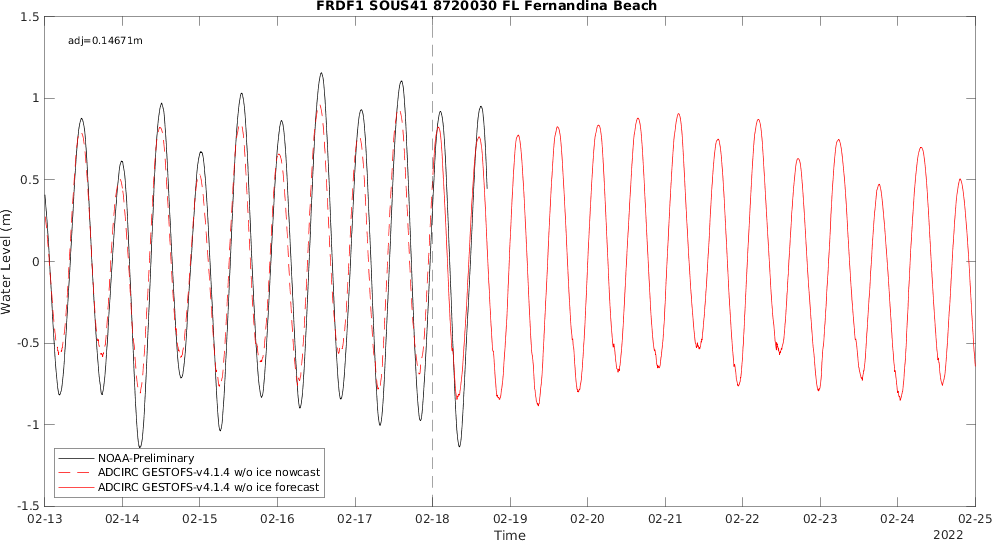 FRDF1 SOUS41 8720030 FL Fernandina Beach
adj=0.14671m
1.5
1
0.5
0
-0.5
-1
-1.5
Water Level (m)
NOAA-Preliminary
ADCIRC GESTOFS-v4.1.4 w/o ice nowcast
ADCIRC GESTOFS-v4.1.4 w/o ice forecast
02-13 02-14 02-15 02-16 02-17 02-18 02-19 02-20 02-21 02-22 02-23 02-24 02-25
Time
2022